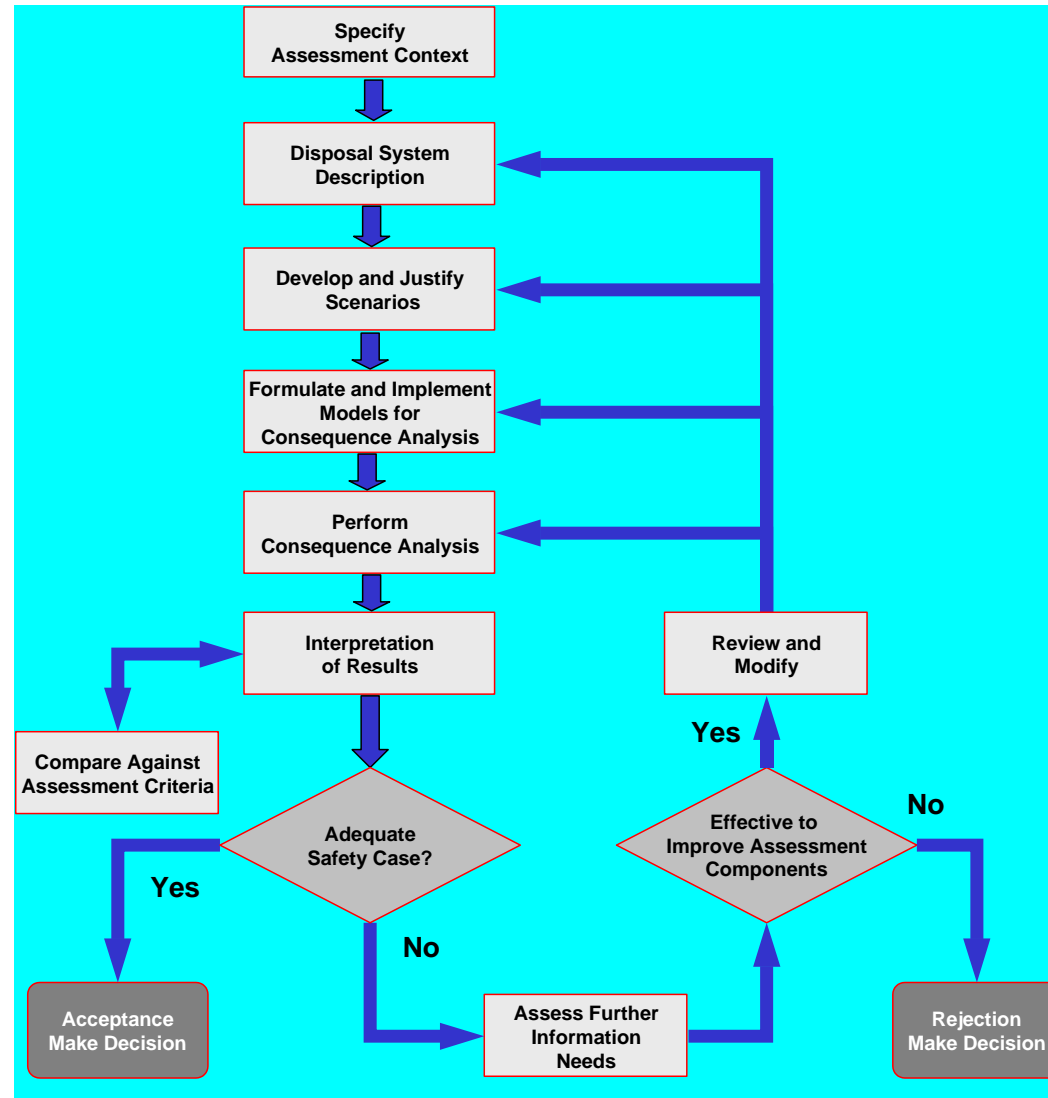 Specify
Assessment Context
Disposal System
Description
Develop and Justify
Scenarios
Formulate and Implement
Models for
Consequence Analysis
Perform
Consequence Analysis
Interpretation
of Results
Review and
Modify
Compare Against
Assessment Criteria
Yes
Adequate
Safety Case?
Effective to
Improve Assessment
Components
No
Yes
No
Acceptance
Make Decision
Assess Further
Information
Needs
Rejection
Make Decision